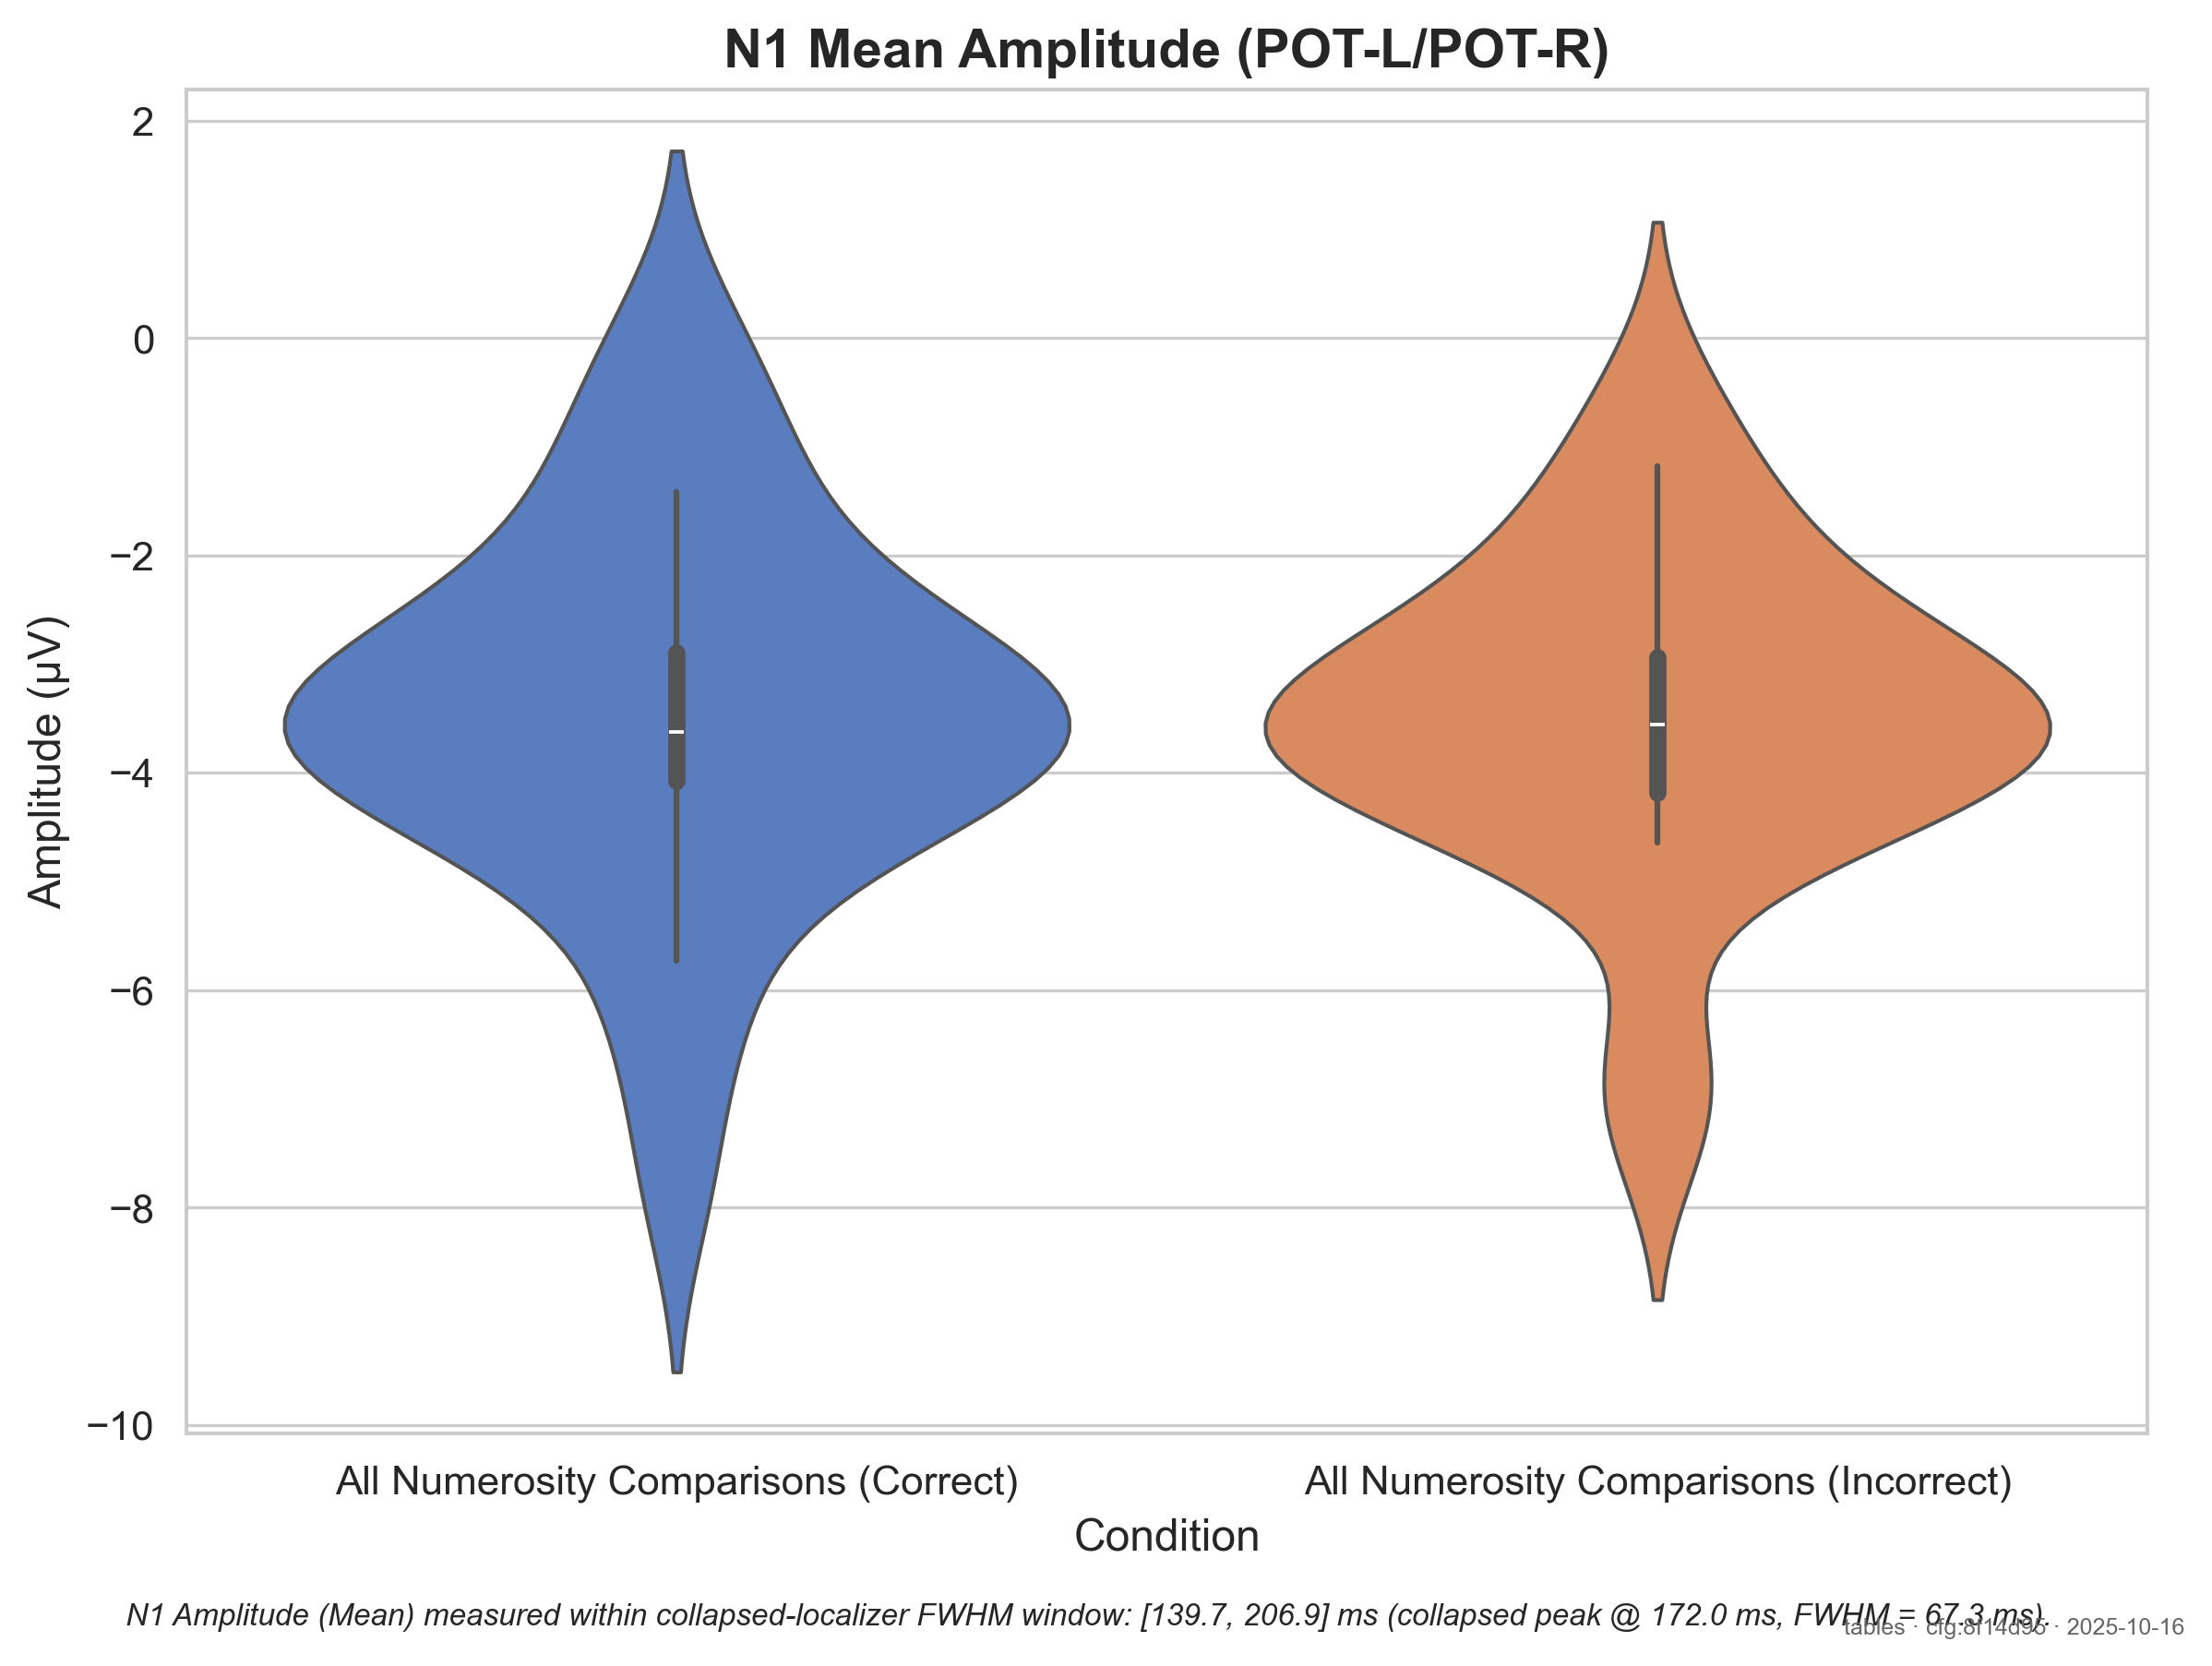 N1 Mean Amplitude (POT-L/POT-R)
Amplitude (µV)
2
0
−2
−4
−6
−8
−10
All Numerosity Comparisons (Correct)
All Numerosity Comparisons (Incorrect)
Condition
N1 Amplitude (Mean) measured within collapsed-localizer FWHM window: [139.7, 206.9] ms (collapsed peak @ 172.0 ms, FWHM = 67.3 ms).
tables · cfg:8f14d95 · 2025-10-16